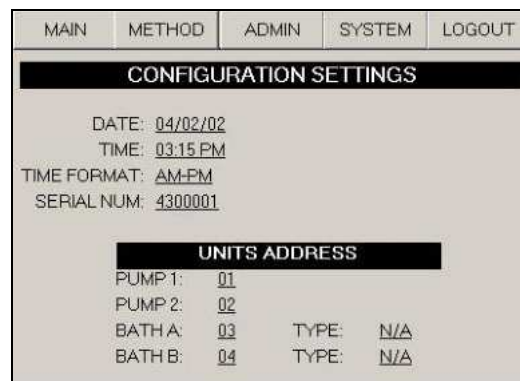 MAIN METHOD ADMIN SYSTEM LOGOUT
CONFIGURATION SETTINGS
DATE: 04/02/02
TIME: 03:15 PM
TIME FORMAT: AM-PM
SERIAL NUM: 4300001
UNITS ADDRESS
PUMP 1: 01
PUMP 2: 02
BATH A: 03 TYPE: N/A
BATH B: 04 TYPE: N/A